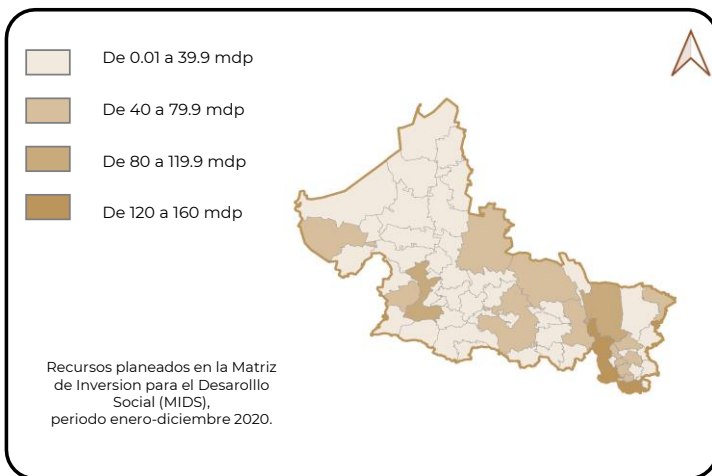 De 0.01 a 39.9 mdp
De 40 a 79.9 mdp
De 80 a 119.9 mdp
De 120 a 160 mdp
Recursos planeados en la Matriz
de Inversion para el Desarolllo
Social (MIDS),
periodo enero-diciembre 2020.